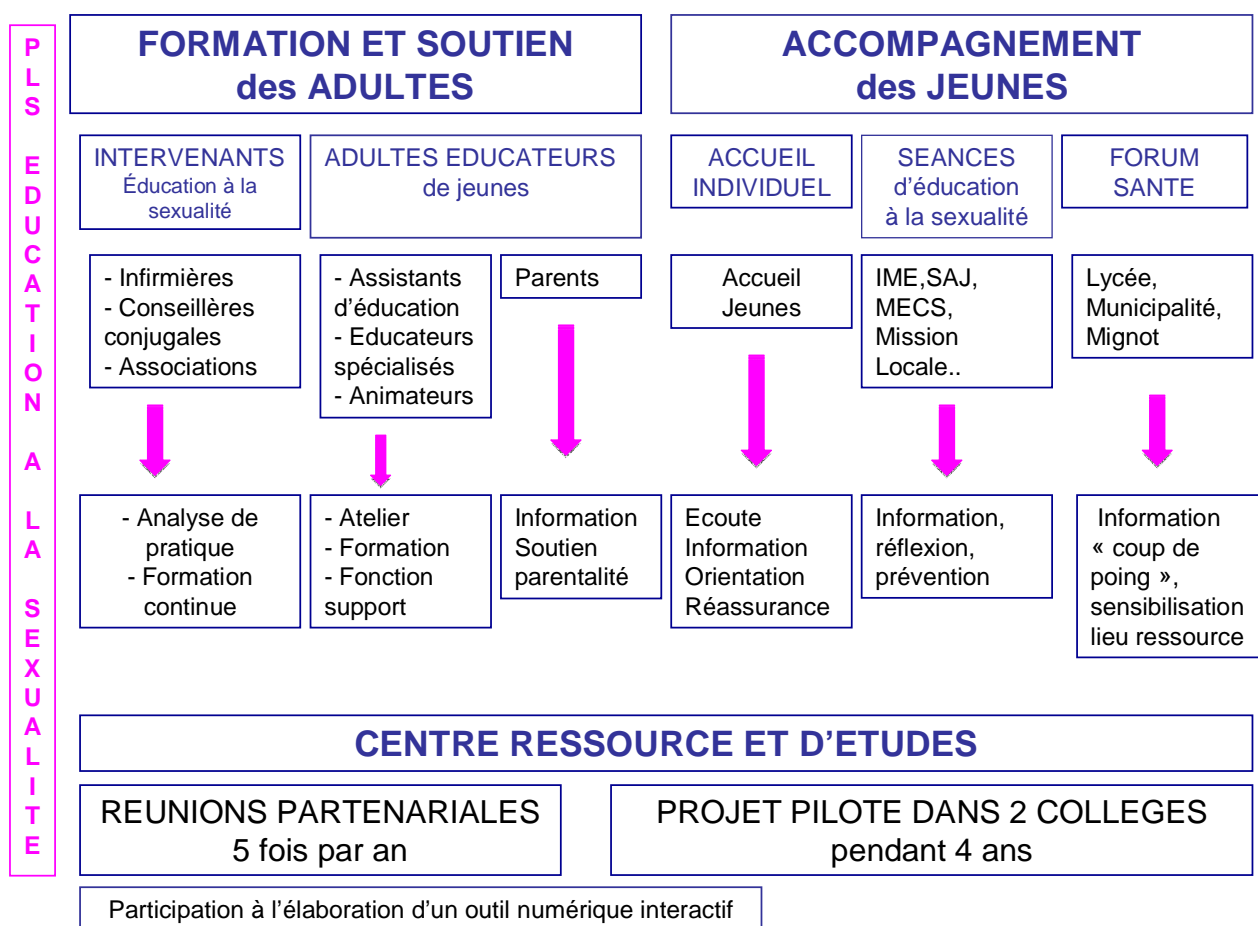 PLS EDUCATION A LA SEXUALITE
FORMATION ET SOUTIEN
des ADULTES
ACCOMPAGNEMENT
des JEUNES
INTERVENANTS
Éducation à la
sexualité
ADULTES EDUCATEURS
de jeunes
ACCUEIL
INDIVIDUEL
SEANCES
d’éducation
à la sexualité
FORUM
SANTE
- Infirmières
- Conseillères
conjugales
- Associations
- Assistants
d’éducation
- Educateurs
spécialisés
- Animateurs
Parents
Accueil
Jeunes
IME,SAJ,
MECS,
Mission
Locale..
Lycée,
Municipalité,
Mignot
- Analyse de
pratique
- Formation
continue
- Atelier
- Formation
- Fonction
support
Information
Soutien
parentalité
Ecoute
Information
Orientation
Réassurance
Information,
réflexion,
prévention
Information
« coup de
poing »,
sensibilisation
lieu ressource
CENTRE RESSOURCE ET D’ETUDES
REUNIONS PARTENARIALES
5 fois par an
PROJET PILOTE DANS 2 COLLEGES
pendant 4 ans
Participation à l’élaboration d’un outil numérique interactif